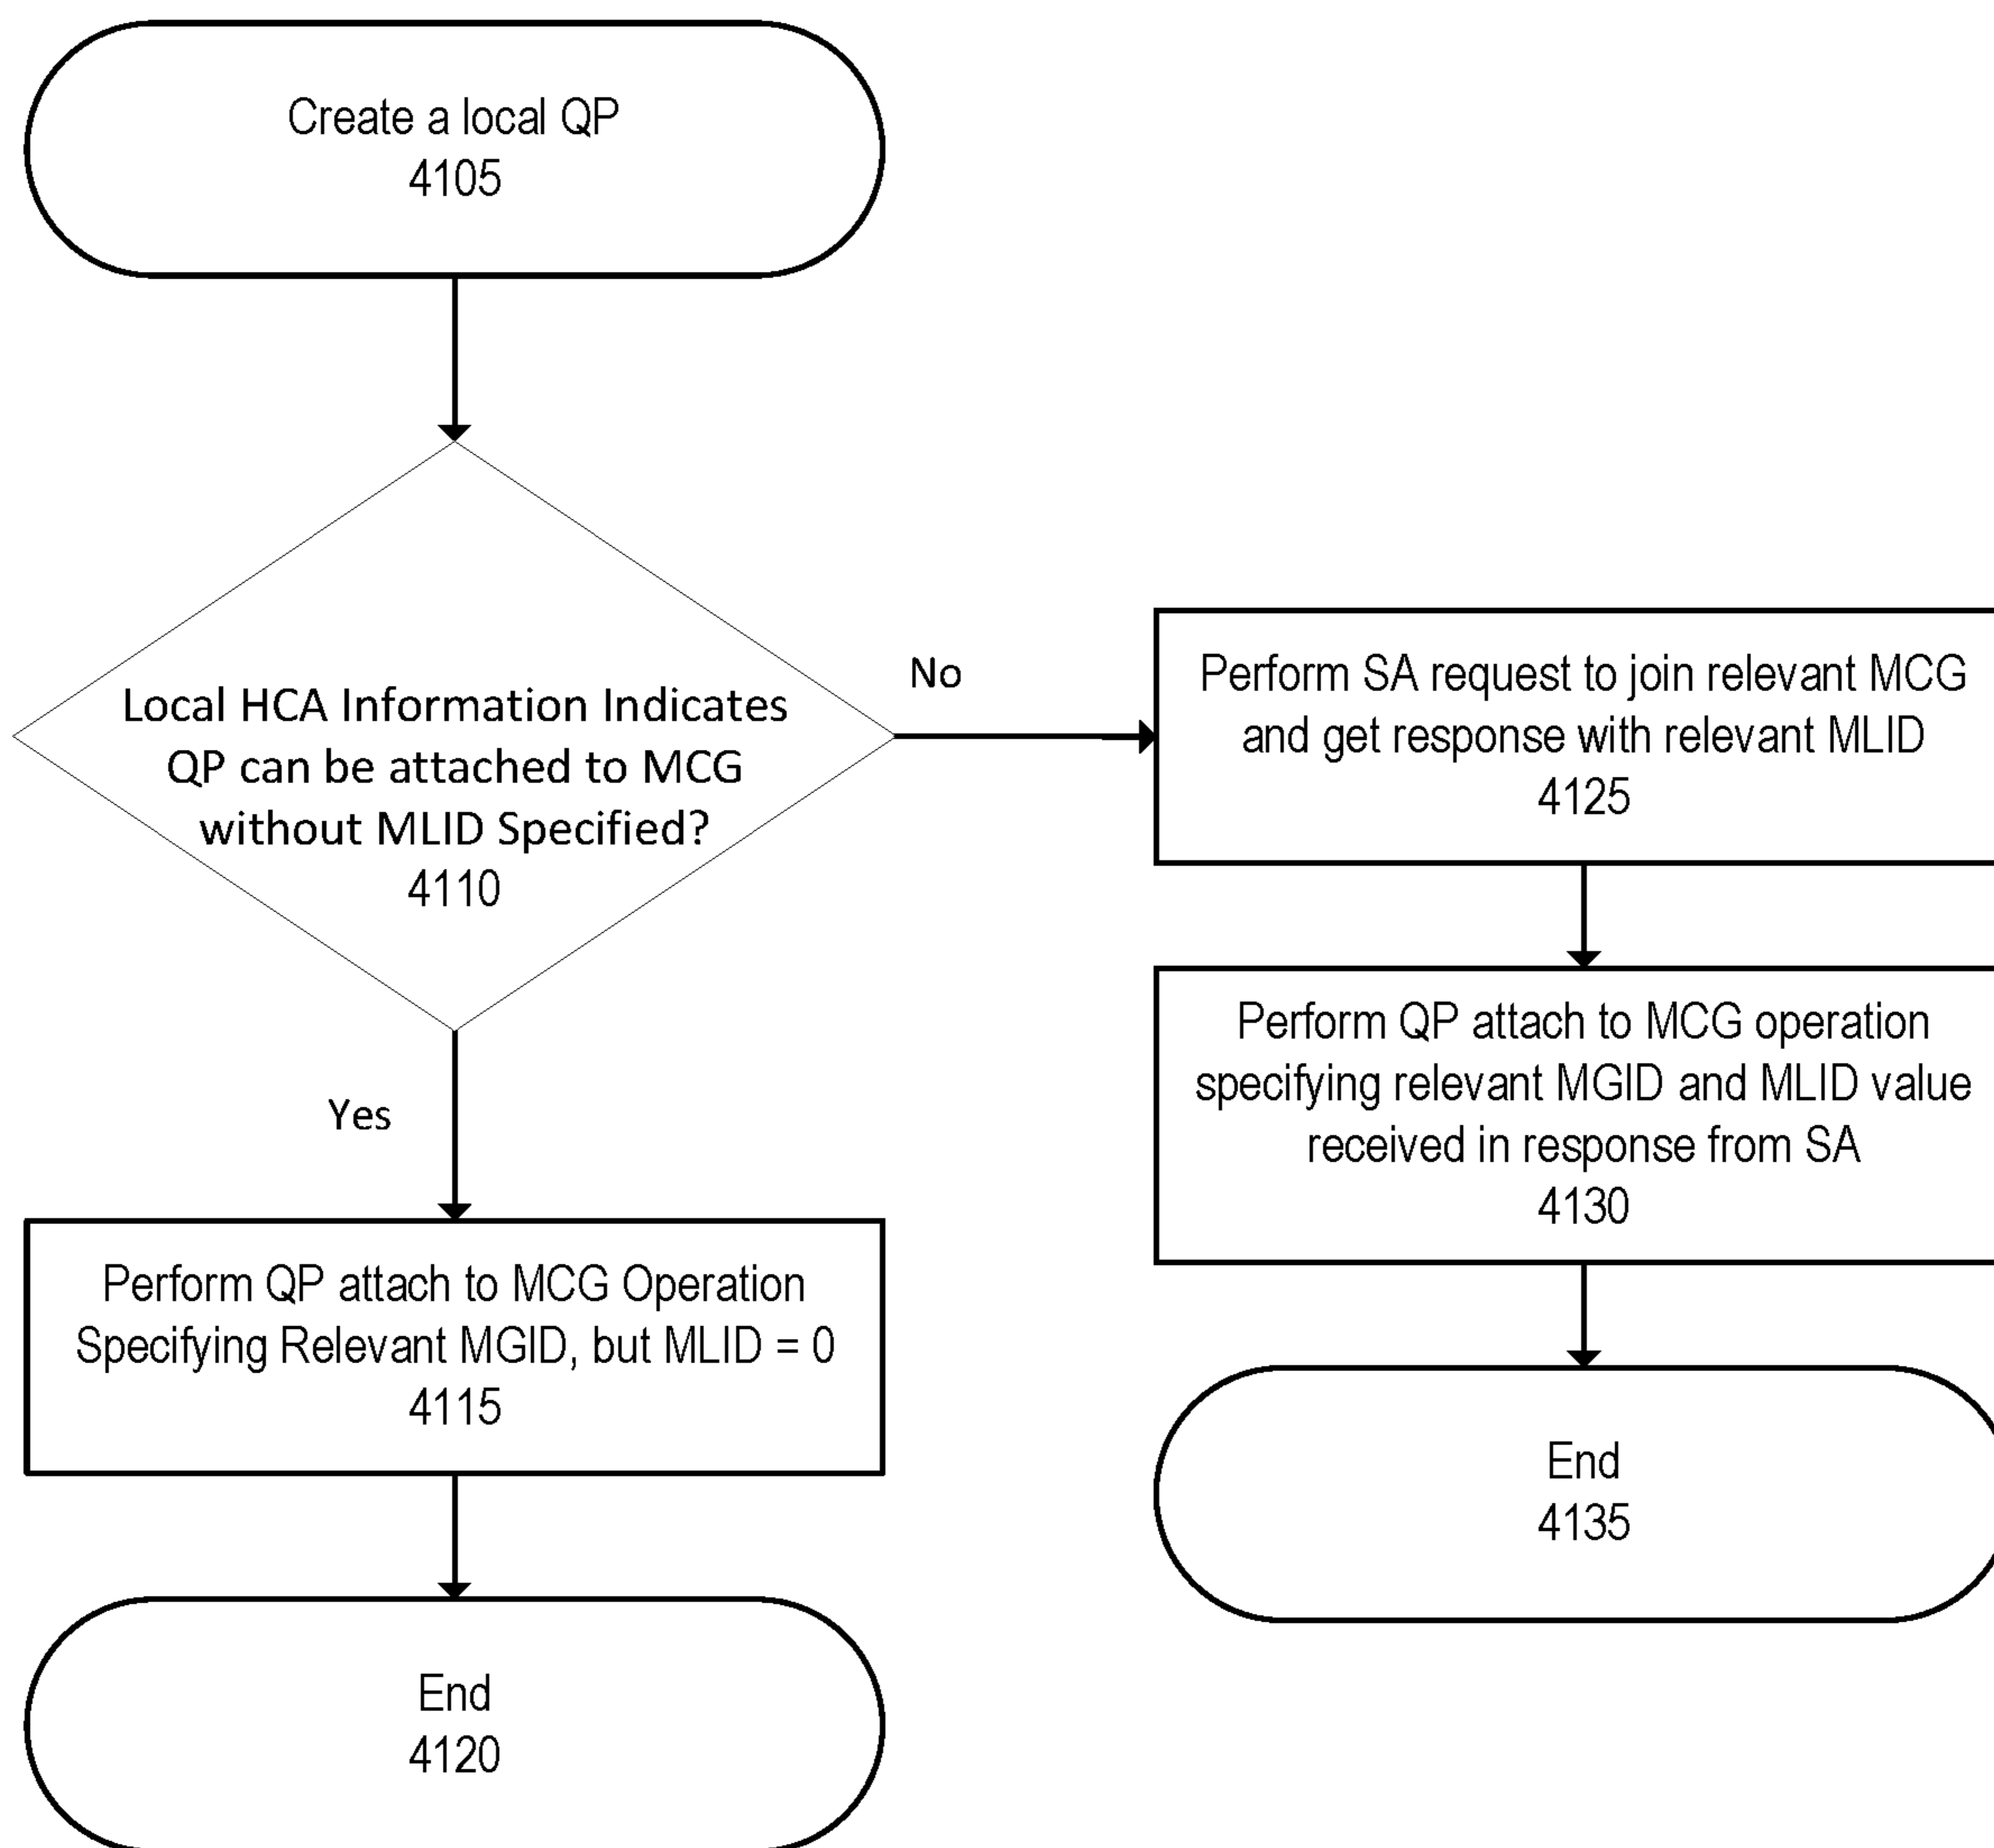 Create a local QP
4105
Local HCA Information Indicates
QP can be attached to MCG
without MLID Specified?
4110
No
Perform SA request to join relevant MCG
and get response with relevant MLID
4125
Perform QP attach to MCG operation
specifying relevant MGID and MLID value
received in response from SA
4130
Yes
Perform QP attach to MCG Operation
Specifying Relevant MGID, but MLID = 0
4115
End
4135
End
4120